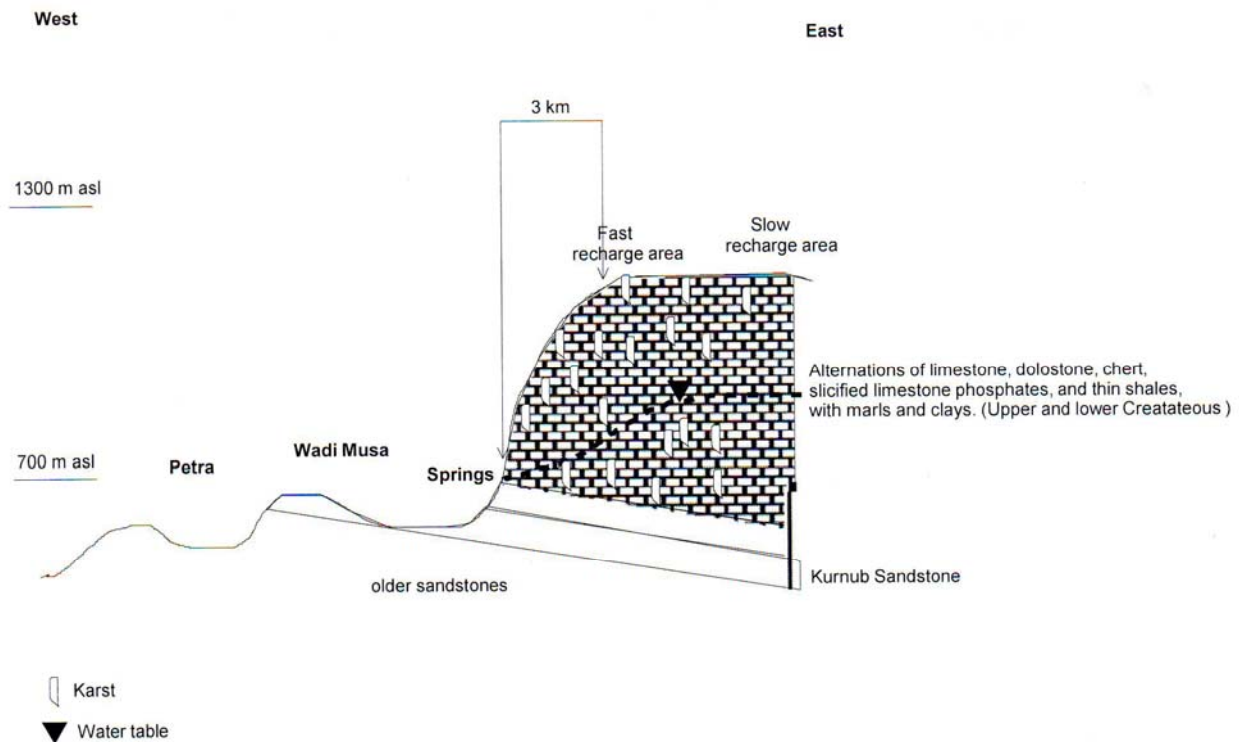 West
East
3 km
1300 m asl
Fast
recharge area
Slow
recharge area
Alternations of limestone, dolostone, chert,
slicified limestone phosphates, and thin shales,
with marls and clays. (Upper and lower Creatateous )
700 m asl
Petra
Wadi Musa
Springs
older sandstones
Kurnub Sandstone
Karst
Water table